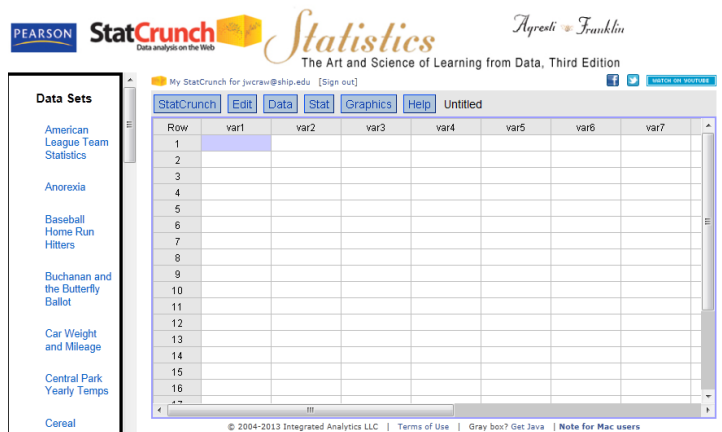 PEARSON
StatCrunch
Data analysis on the Web
Statistics
Agresti Franklin
The Art and Science of Learning from Data, Third Edition
My StatCrunch for jwcraw@ship.edu [Sign out]
WATCH ON YOUTUBE
Data Sets
American
League Team
Statistics
Anorexia
Baseball
Home Run
Hitters
Buchanan and
the Butterfly
Ballot
Car Weight
and Mileage
Central Park
Yearly Temps
Cereal
StatCrunch Edit Data Stat Graphics Help Untitled
Row var1 var2 var3 var4 var5 var6 var7
1
2
3
4
5
6
7
8
9
10
11
12
13
14
15
16
17
© 2004-2013 Integrated Analytics LLC | Terms of Use | Gray box? Get Java | Note for Mac users